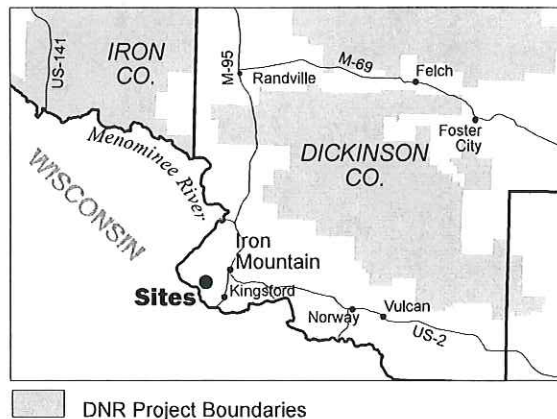 US-141
IRON
CO.
M-95
M-69
Randville
Felch
Foster
City
DICKINSON
CO.
Menominee River
WISCONSIN
Iron
Mountain
Sites
Kingsford
Norway
Vulcan
US-2
DNR Project Boundaries